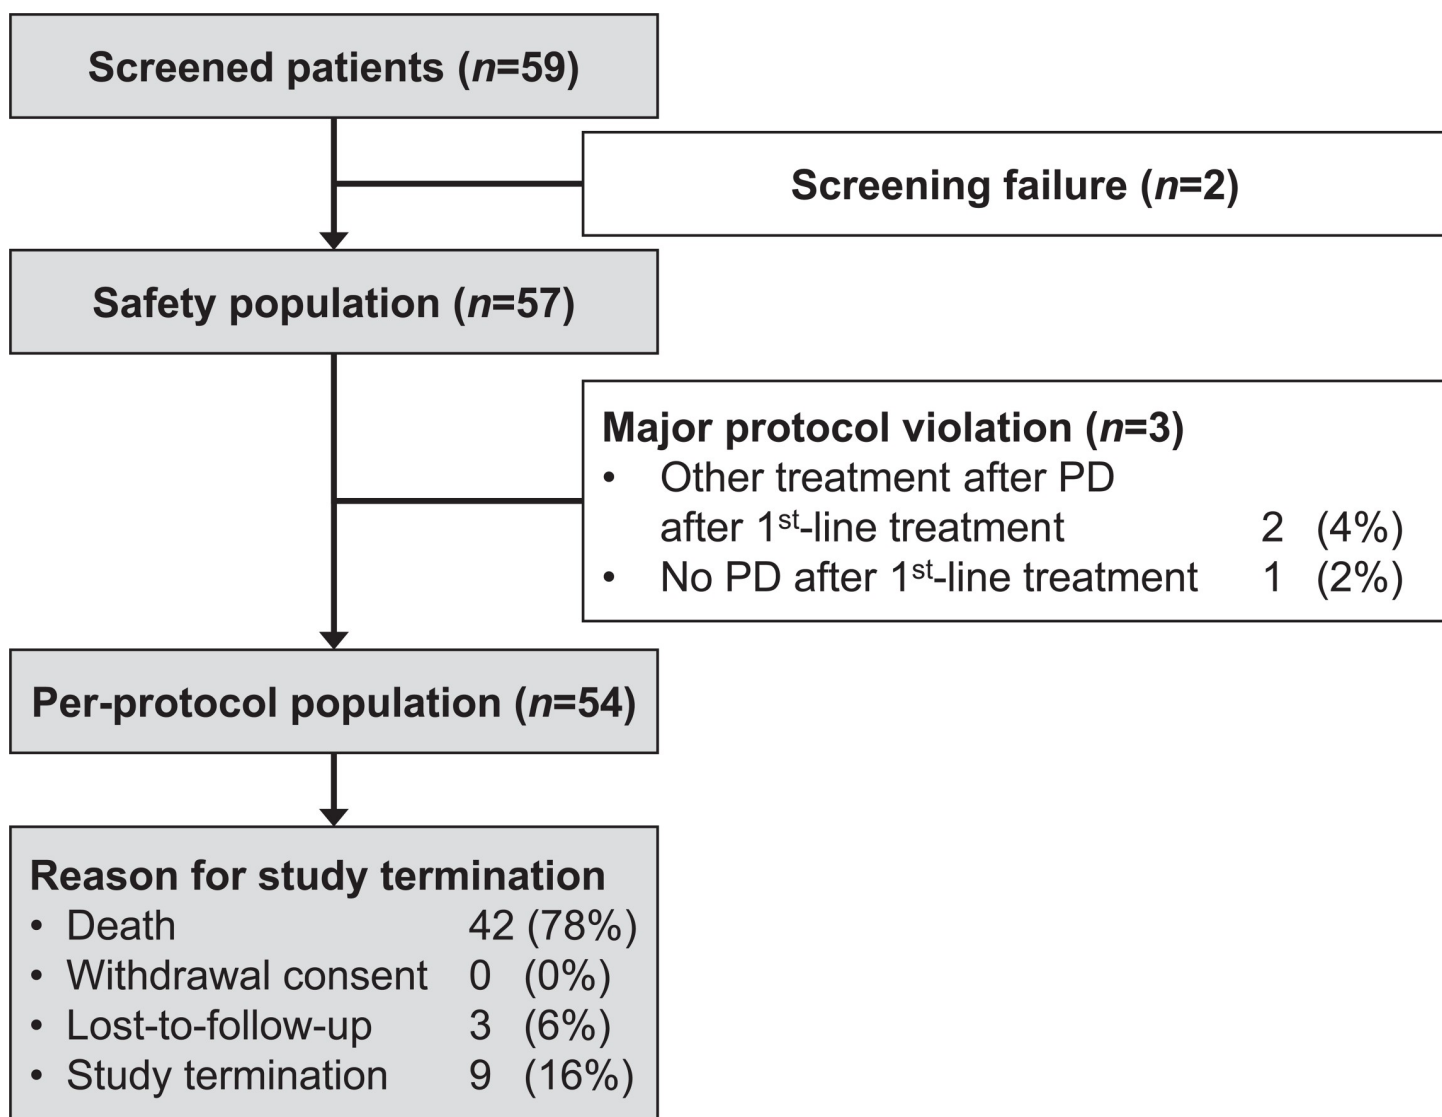 Screened patients (n=59)
Screening failure (n=2)
Safety population (n=57)
Major protocol violation (n=3)
• Other treatment after PD
after 1st-line treatment 2 (4%)
• No PD after 1st-line treatment 1 (2%)
Per-protocol population (n=54)
Reason for study termination
• Death 42 (78%)
• Withdrawal consent 0 (0%)
• Lost-to-follow-up 3 (6%)
• Study termination 9 (16%)